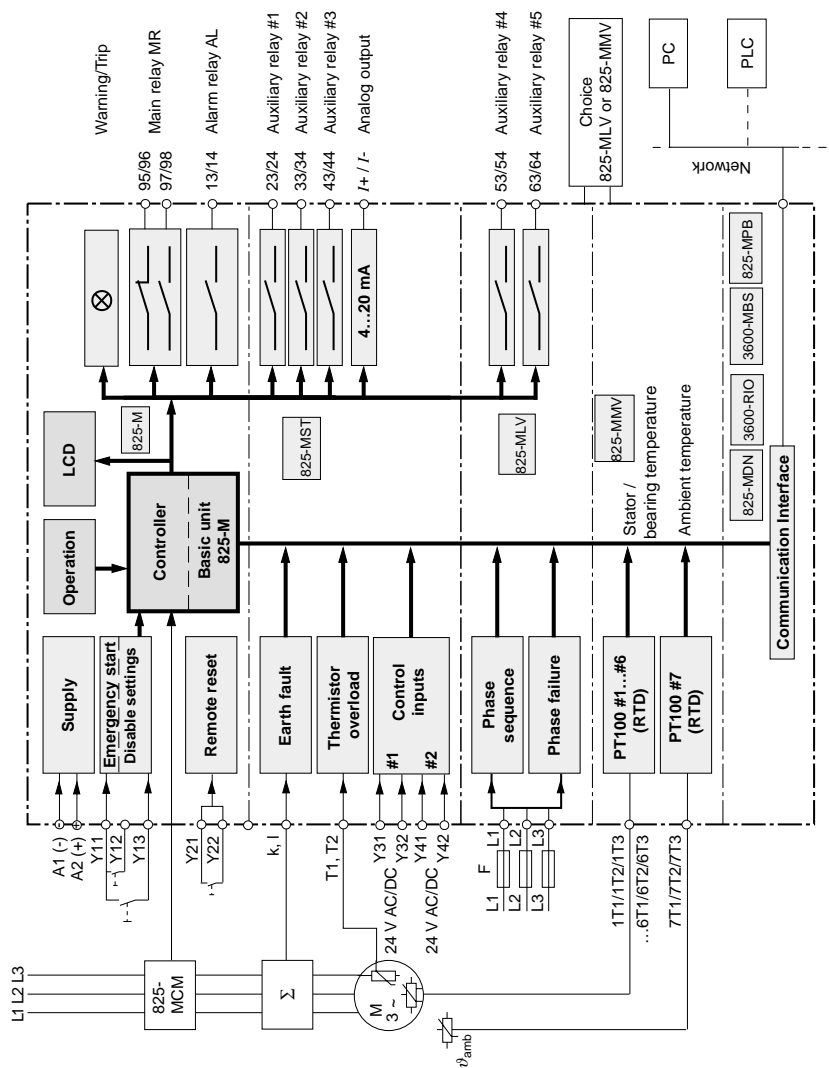 L1 L2 L3
825-
MCM
Σ
M
3 ~
ϑamb
A1 (-)
A2 (+)
Y11
Y12
Y13
Y21
Y22
k, l
T1, T2
24 V AC/DC
Y31
Y32
24 V AC/DC
Y41
Y42
L1
L2
L3
F
L1
L2
L3
1T1/1T2/1T3
…6T1/6T2/6T3
7T1/7T2/7T3
Supply
Emergency start
Disable settings
Remote reset
Earth fault
Thermistor
overload
#1
Control
inputs
#2
Phase
sequence
Phase failure
PT100 #1…#6
(RTD)
PT100 #7
(RTD)
Operation
LCD
Controller
Basic unit
825-M
825-M
825-MST
825-MLV
825-MMV
Stator /
bearing temperature
Ambient temperature
Communication Interface
825-MDN
3600-RIO
3600-MBS
825-MPB
4…20 mA
Warning/Trip
95/96
97/98
Main relay MR
13/14
Alarm relay AL
23/24
Auxiliary relay #1
33/34
Auxiliary relay #2
43/44
Auxiliary relay #3
I+ / I-
Analog output
53/54
Auxiliary relay #4
63/64
Auxiliary relay #5
Choice
825-MLV or 825-MMV
Network
PC
PLC